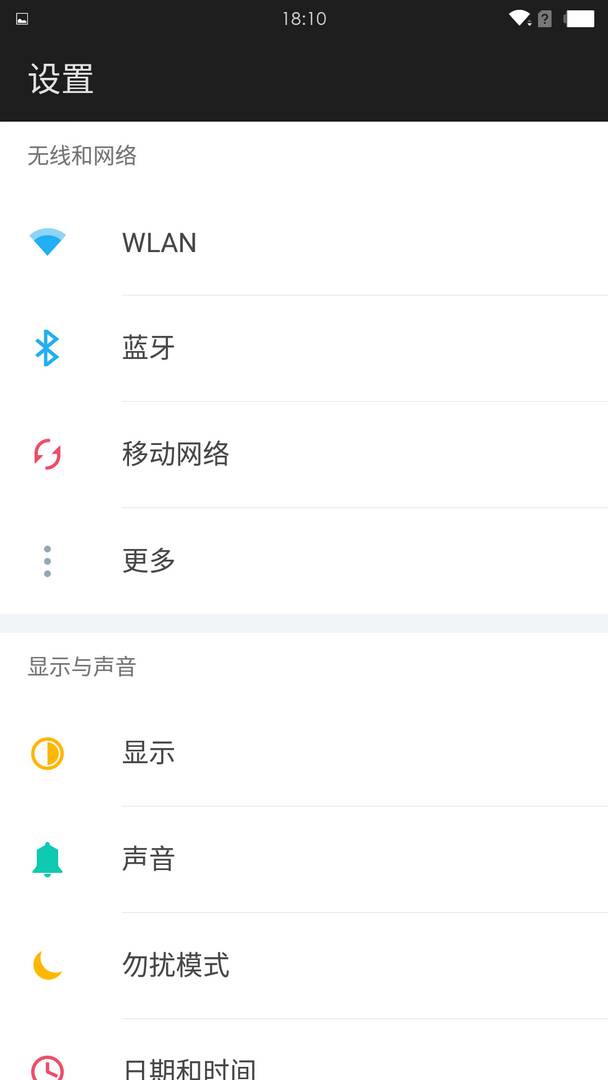 18:10
设置
无线和网络
WLAN
蓝牙
移动网络
更多
显示与声音
显示
声音
勿扰模式
日期和时间